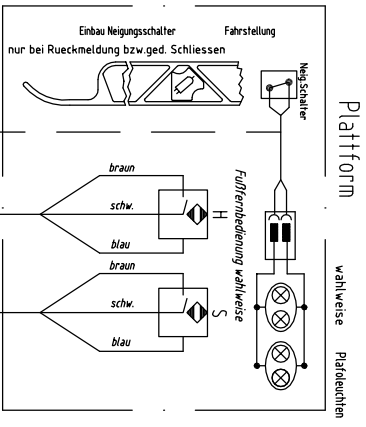 Einbau Neigungsschalter
Fahrstellung
nur bei Rueckmeldung bzw.ged. Schliessen
Neig.Schalter
Plattform
braun
schw.
blau
H
Fußfernbedienung wahlweise
braun
schw.
blau
S
wahlweise
Plafoleuchten